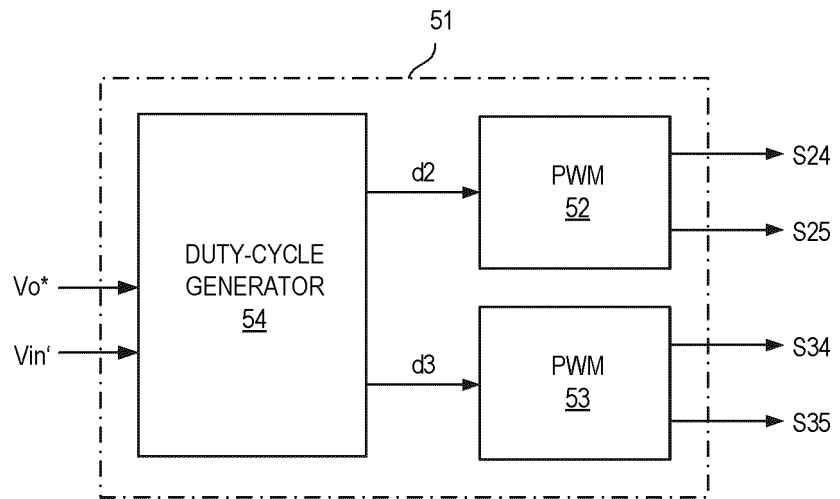 51
DUTY-CYCLE
GENERATOR
54
Vo*
Vin‘
d2
d3
PWM
52
PWM
53
S24
S25
S34
S35